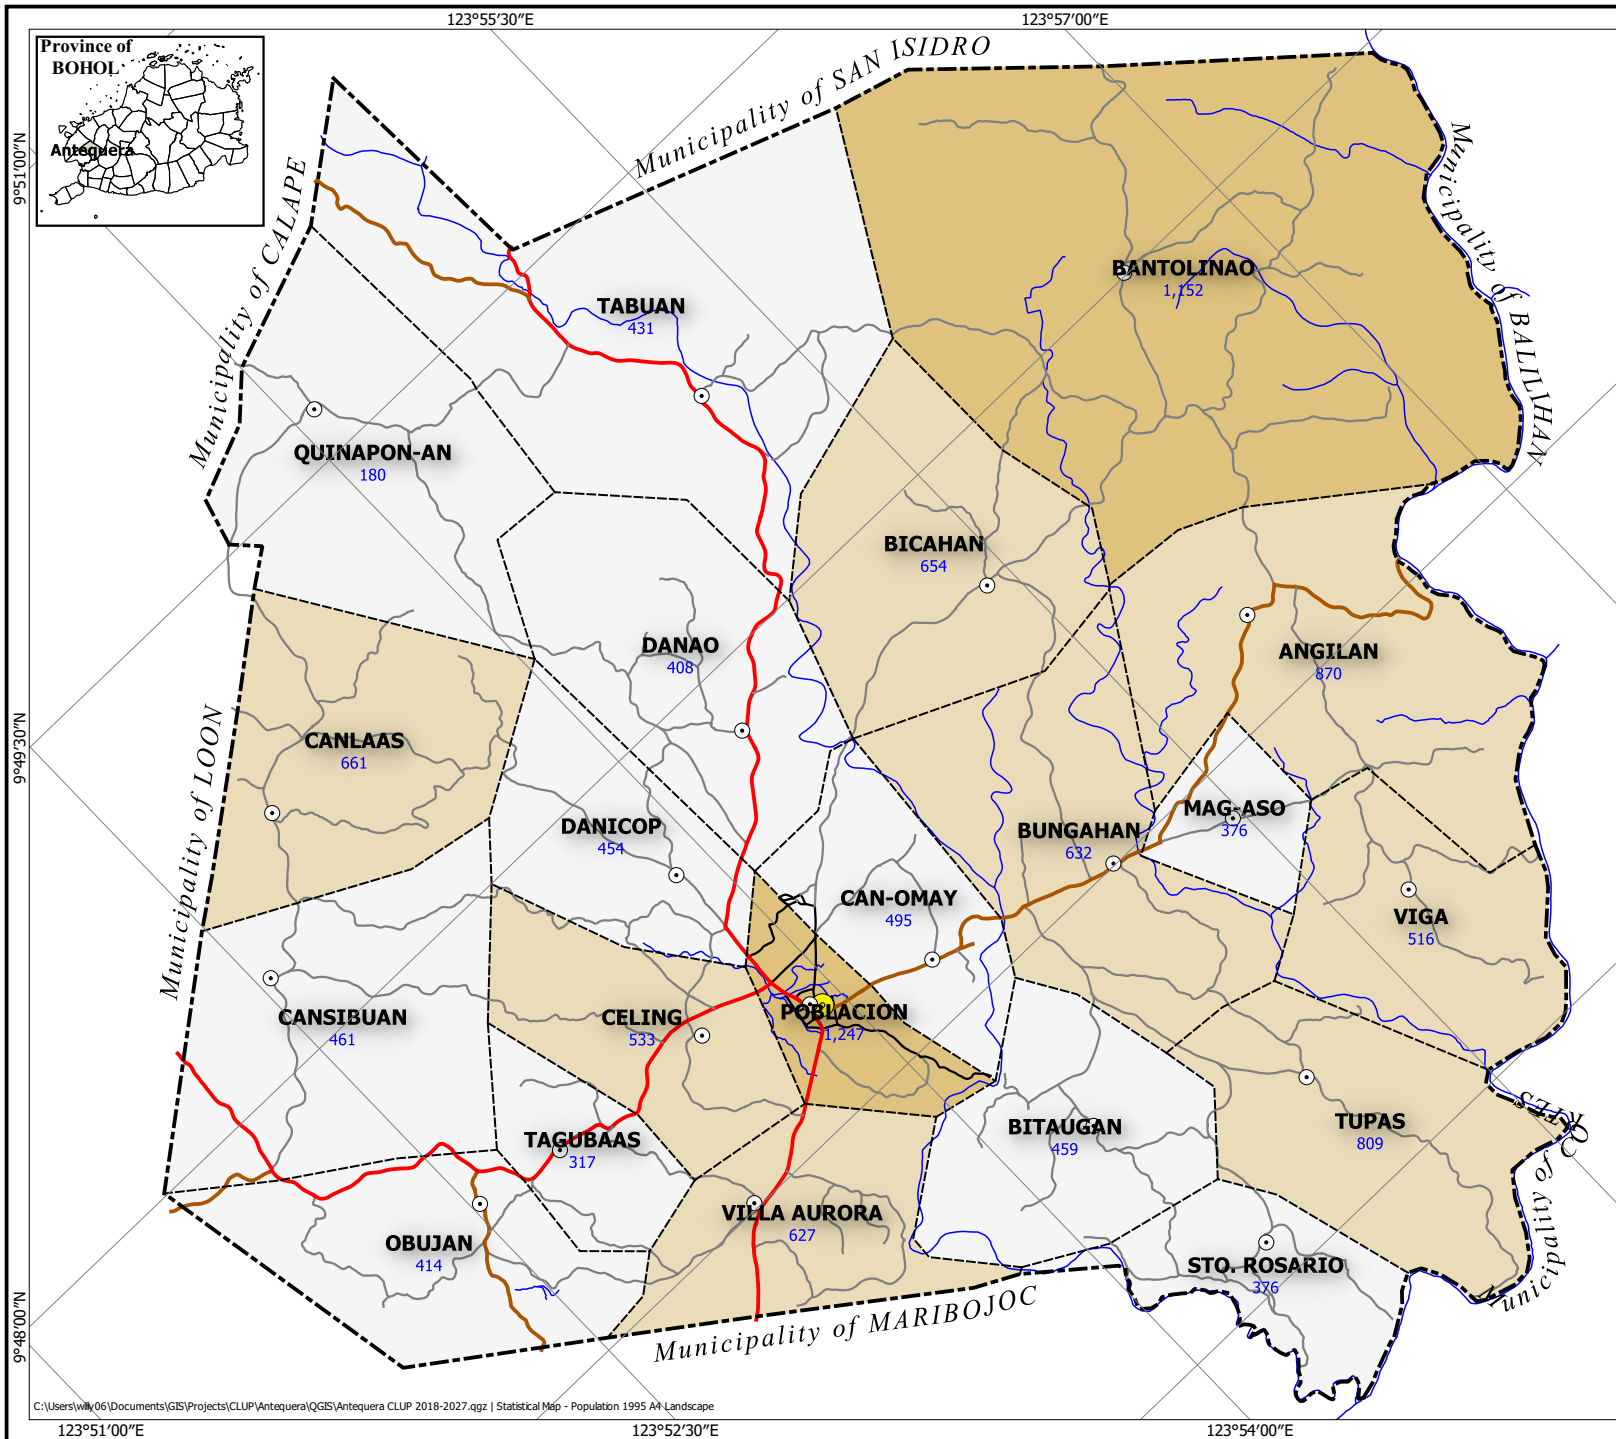 123°55′30″E
123°57′00″E
Province of
BOHOL
Antequera
Municipality of SAN ISIDRO
Municipality of BALILIHAN
Municipality of CALAPE
9°51′00″N
BANTOLINAO
1,152
TABUAN
431
QUINAPON-AN
180
BICAHAN
654
DANAO
408
ANGILAN
870
9°49′30″N
CANLAAS
661
Municipality of LOON
DANICOP
454
MAG-ASO
376
BUNGAHAN
632
CAN-OMAY
495
VIGA
516
CANSIBUAN
461
CELING
533
POBLACION
1,247
TAGUBAAS
317
BITAUGAN
459
TUPAS
809
Municipality of CORTES
VILLA AURORA
627
OBUJAN
414
STO. ROSARIO
376
9°48′00″N
Municipality of MARIBOJOC
C:\Users\willy06\Documents\GIS\Projects\CLUP\Antequera\QGIS\Antequera CLUP 2018-2027.qgz | Statistical Map - Population 1995 A4 Landscape
123°51′00″E
123°52′30″E
123°54′00″E